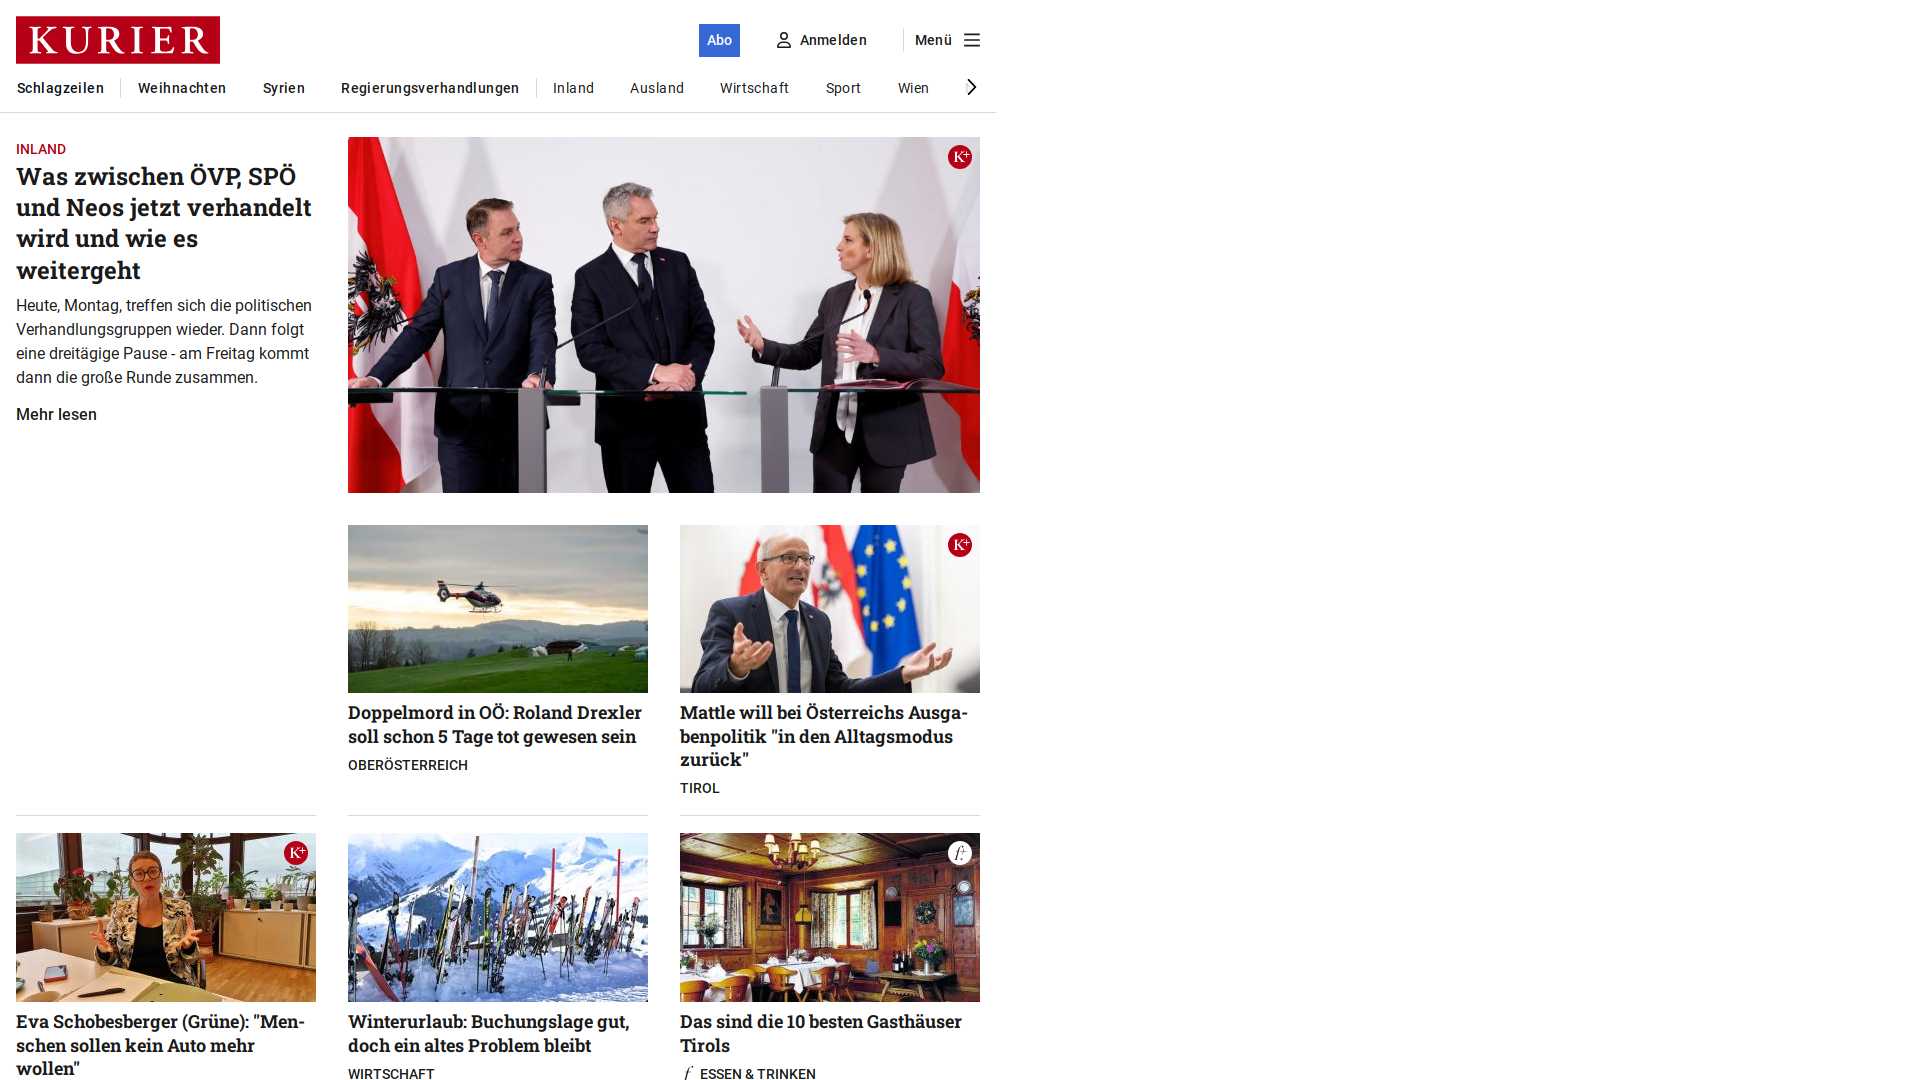 KURIER
Abo
Anmelden
Menü
Schlagzeilen
Weihnachten
Syrien
Regierungsverhandlungen
Inland
Ausland
Wirtschaft
Sport
Wien
INLAND
Was zwischen ÖVP, SPÖ
und Neos jetzt verhandelt
wird und wie es
weitergeht
Heute, Montag, treffen sich die politischen
Verhandlungsgruppen wieder. Dann folgt
eine dreitägige Pause - am Freitag kommt
dann die große Runde zusammen.
Mehr lesen
K+
K+
Doppelmord in OÖ: Roland Drexler
soll schon 5 Tage tot gewesen sein
OBERÖSTERREICH
Mattle will bei Österreichs Ausga-
benpolitik "in den Alltagsmodus
zurück"
TIROL
K+
f+
Eva Schobesberger (Grüne): "Men-
schen sollen kein Auto mehr
wollen"
Winterurlaub: Buchungslage gut,
doch ein altes Problem bleibt
WIRTSCHAFT
Das sind die 10 besten Gasthäuser
Tirols
f ESSEN & TRINKEN